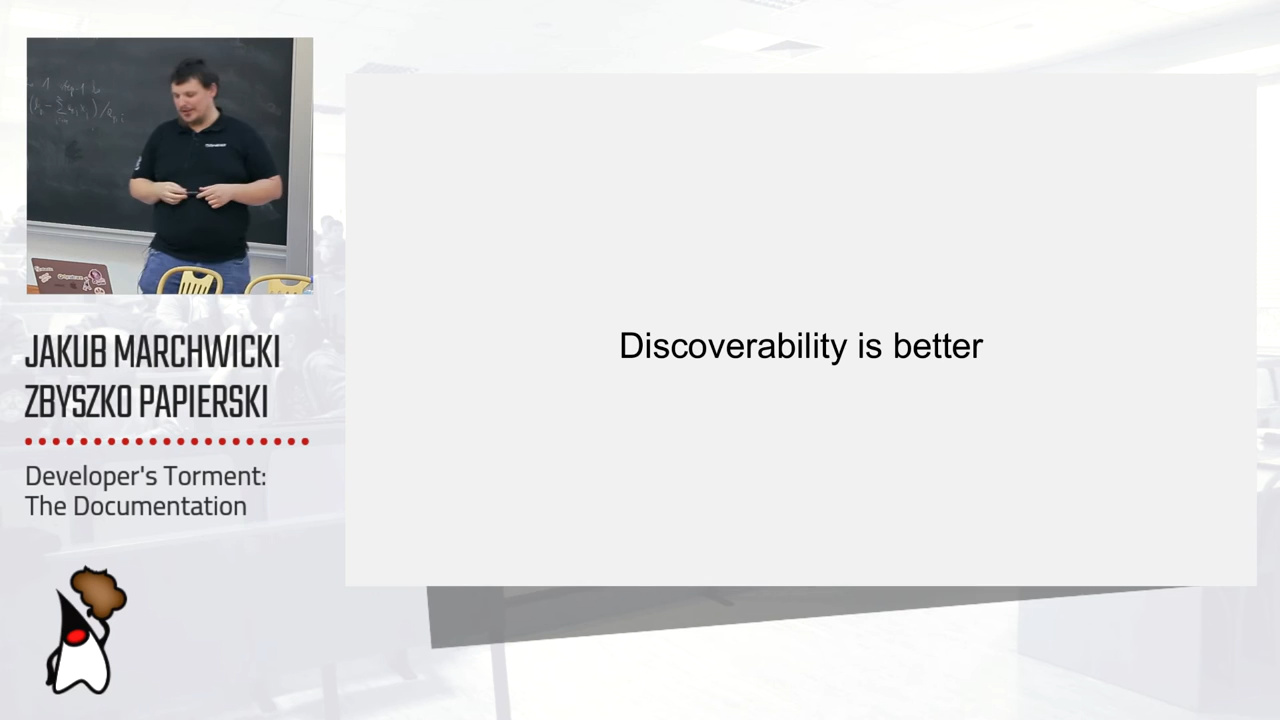 JAKUB MARCHWICKI
ZBYSZKO PAPIERSKI
Developer's Torment:
The Documentation
Discoverability is better